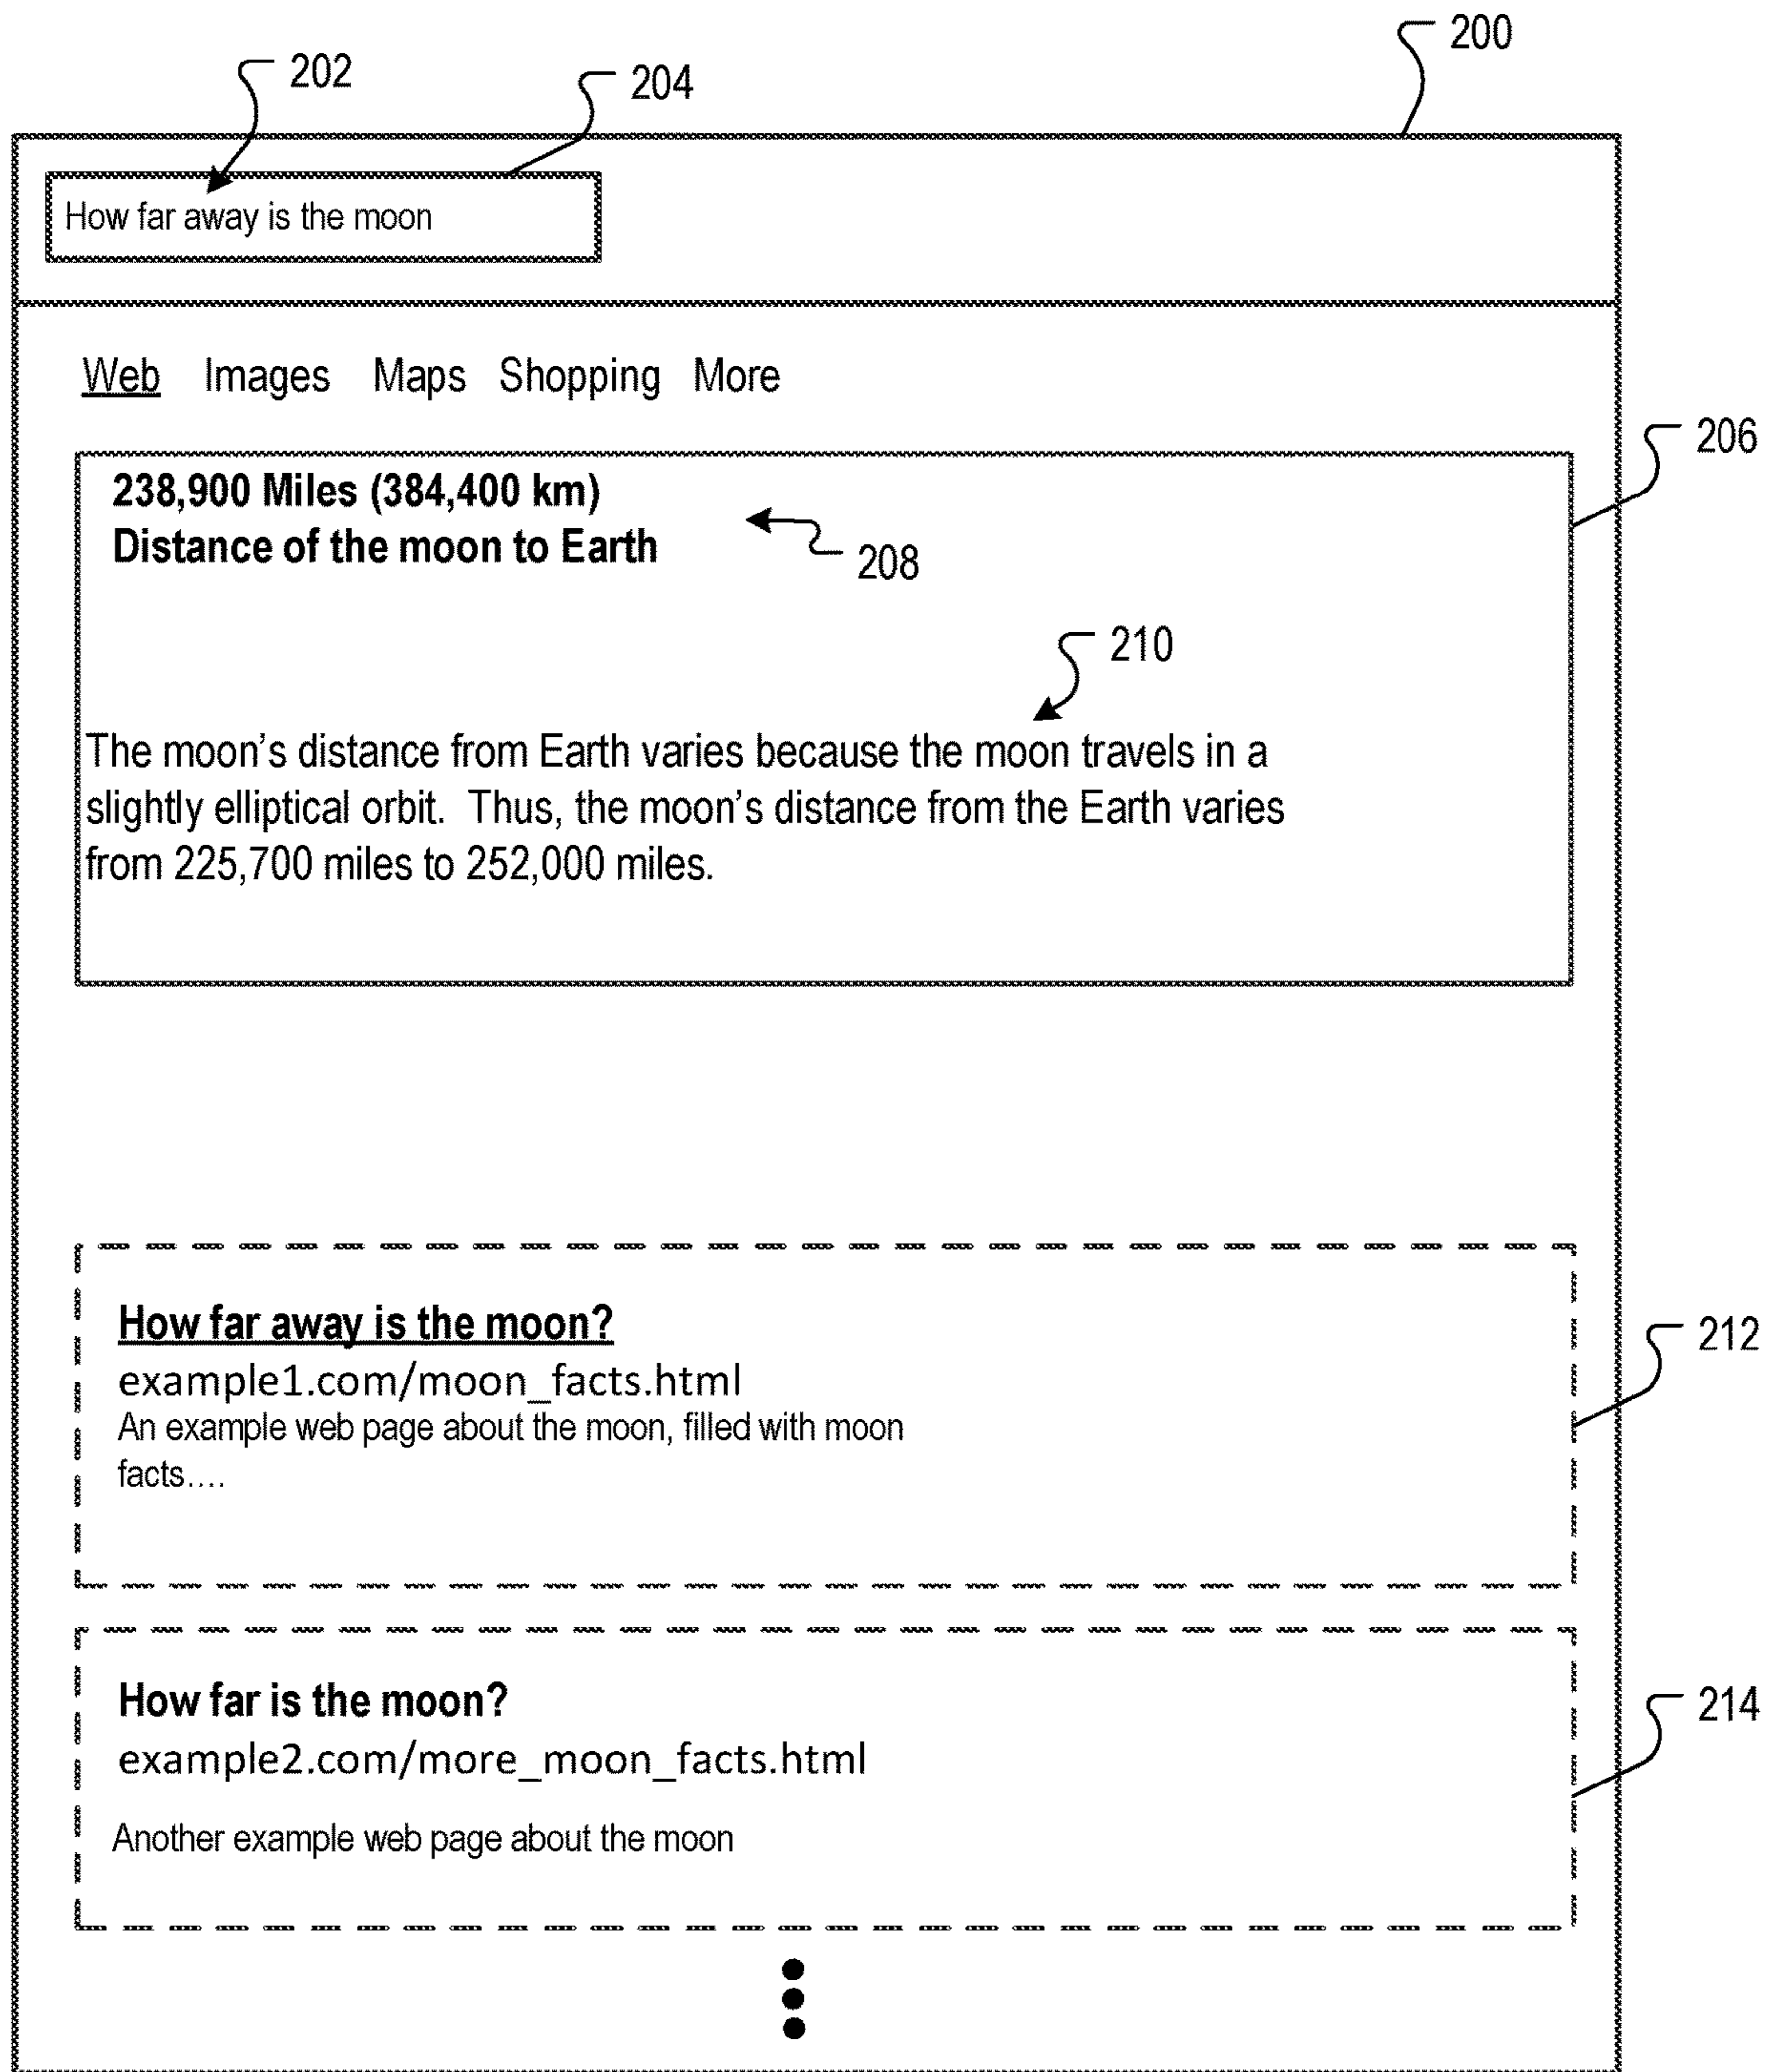 200
202
204
How far away is the moon
Web Images Maps Shopping More
206
238,900 Miles (384,400 km)
Distance of the moon to Earth
208
210
The moon's distance from Earth varies because the moon travels in a
slightly elliptical orbit.  Thus, the moon's distance from the Earth varies
from 225,700 miles to 252,000 miles.
How far away is the moon?
212
example1.com/moon_facts.html
An example web page about the moon, filled with moon
facts....
How far is the moon?
214
example2.com/more_moon_facts.html
Another example web page about the moon